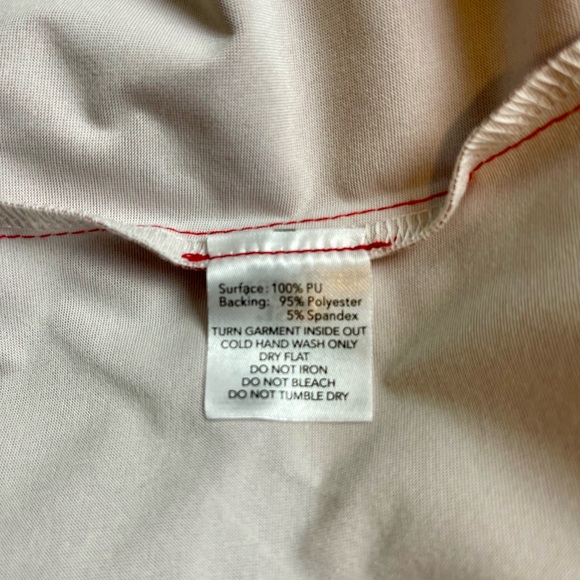 Surface: 100% PU
Backing: 95% Polyester
5% Spandex
TURN GARMENT INSIDE OUT
COLD HAND WASH ONLY
DRY FLAT
DO NOT IRON
DO NOT BLEACH
DO NOT TUMBLE DRY